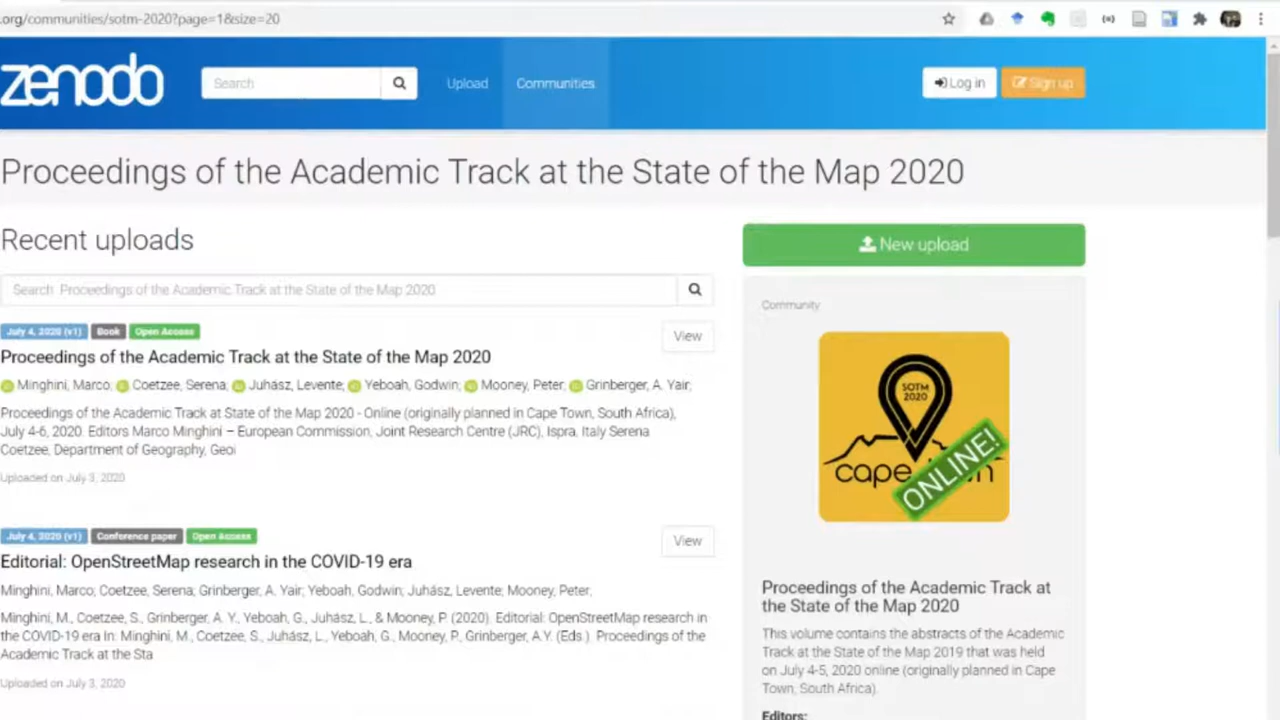 .org/communities/sotm-2020?page=1&size=20
zenodo
Search
Upload
Communities
Log in
Sign up
Proceedings of the Academic Track at the State of the Map 2020
Recent uploads
New upload
Search Proceedings of the Academic Track at the State of the Map 2020
July 4, 2020 (v1) Book Open Access
View
Proceedings of the Academic Track at the State of the Map 2020
Minghini, Marco; Coetzee, Serena; Juhász, Levente; Yeboah, Godwin; Mooney, Peter; Grinberger, A. Yair;
Proceedings of the Academic Track at State of the Map 2020 - Online (originally planned in Cape Town, South Africa),
July 4-6, 2020. Editors Marco Minghini – European Commission, Joint Research Centre (JRC), Ispra, Italy Serena
Coetzee, Department of Geography, Geoi
Uploaded on July 3, 2020
July 4, 2020 (v1) Conference paper Open Access
View
Editorial: OpenStreetMap research in the COVID-19 era
Minghini, Marco; Coetzee, Serena; Grinberger, A. Yair; Yeboah, Godwin; Juhász, Levente; Mooney, Peter;
Minghini, M., Coetzee, S., Grinberger, A. Y., Yeboah, G., Juhász, L., & Mooney, P. (2020). Editorial: OpenStreetMap research in
the COVID-19 era In: Minghini, M., Coetzee, S., Juhász, L., Yeboah, G., Mooney, P., Grinberger, A.Y. (Eds.). Proceedings of the
Academic Track at the Sta
Uploaded on July 3, 2020
Community
SOTM
2020
cape
ONLINE!
Proceedings of the Academic Track at
the State of the Map 2020
This volume contains the abstracts of the Academic
Track at the State of the Map 2019 that was held
on July 4-5, 2020 online (originally planned in Cape
Town, South Africa).
Editors: